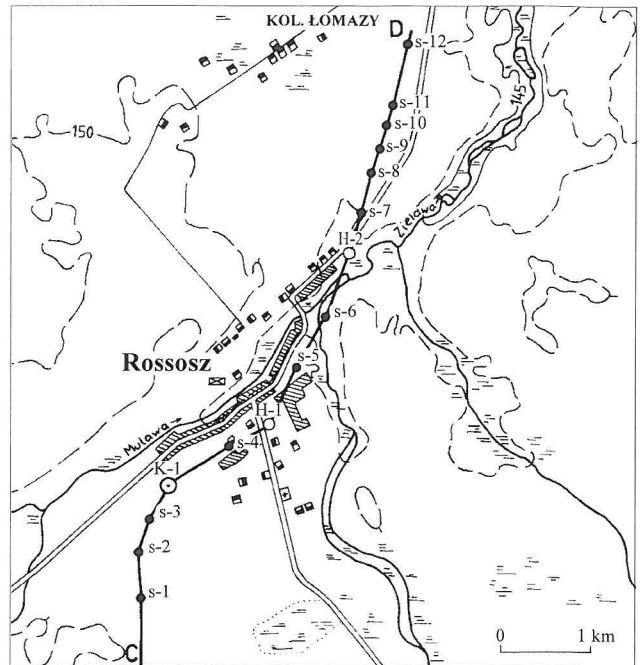 KOL. ŁOMAZY
D
s-12
145
s-11
150
s-10
s-9
s-8
s-7
Zielawa
H-2
s-6
Rossosz
s-5
H-1
Mulawa →
s-4
K-1
s-3
s-2
s-1
C
0 1 km